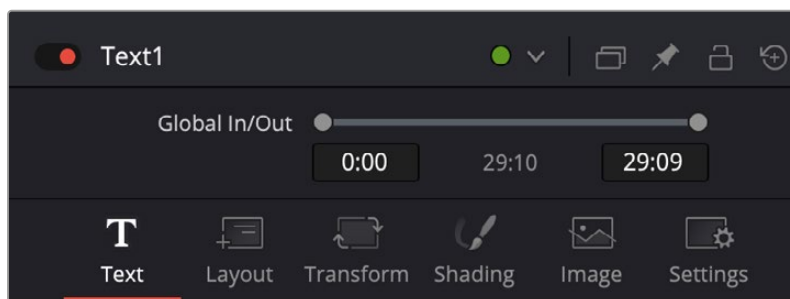 Text1
Global In/Out
0:00 29:10 29:09
Text Layout Transform Shading Image Settings